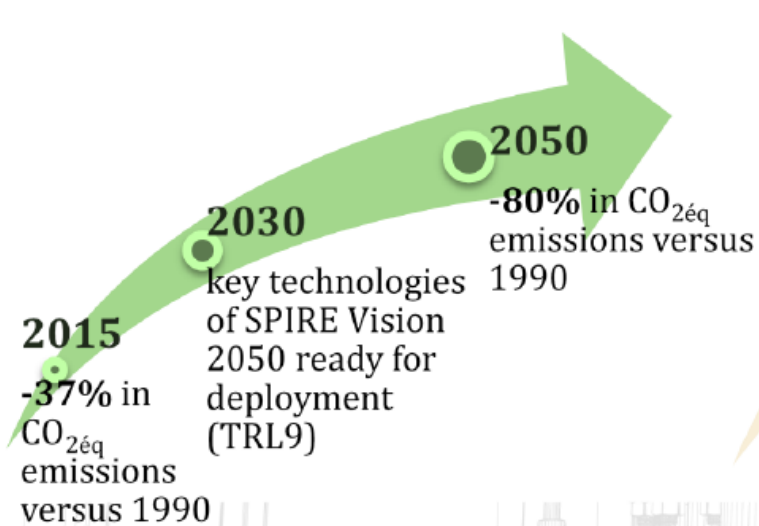 2015
-37% in
CO₂éq
emissions
versus 1990
2030
key technologies
of SPIRE Vision
2050 ready for
deployment
(TRL9)
2050
-80% in CO₂éq
emissions versus
1990